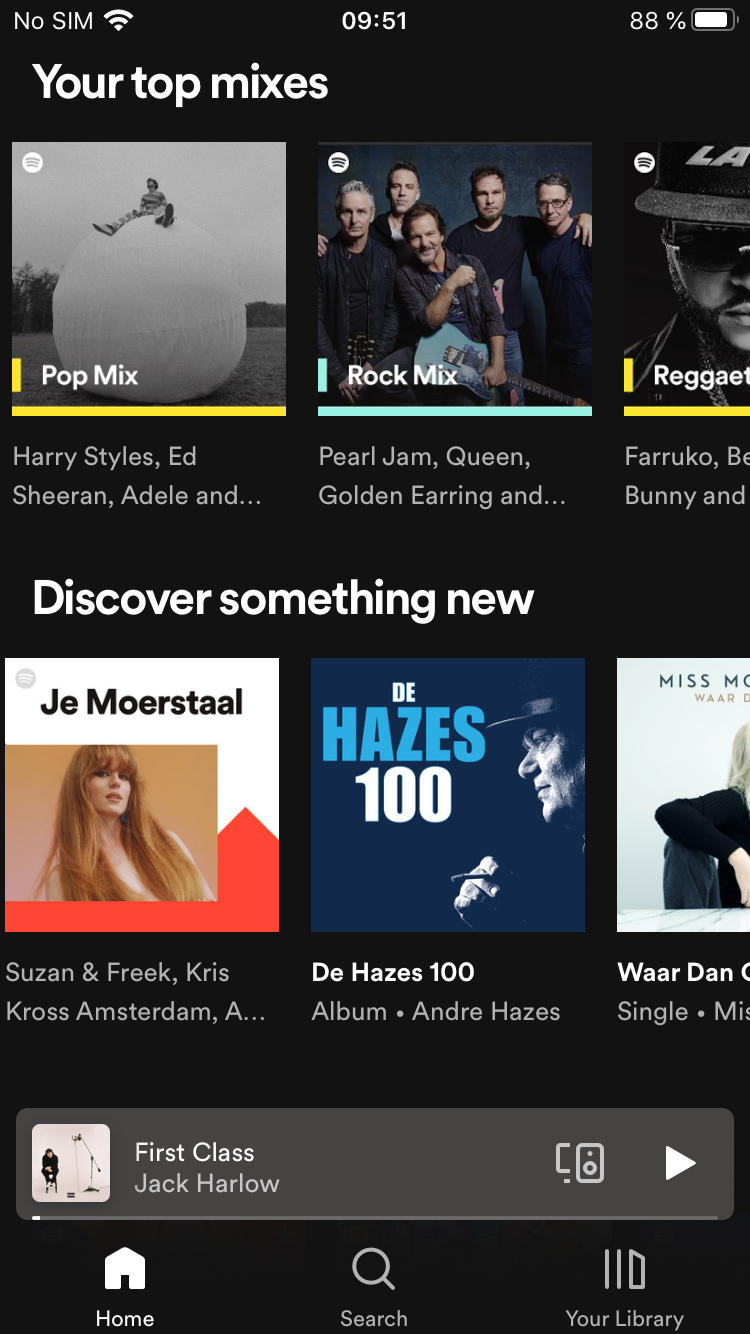 No SIM 09:51 88 %
Your top mixes
LA
Pop Mix
Rock Mix
Reggaet
Harry Styles, Ed
Sheeran, Adele and...
Pearl Jam, Queen,
Golden Earring and...
Farruko, Be
Bunny and
Discover something new
Je Moerstaal
DE
HAZES
100
MISS MO
WAAR D
Suzan & Freek, Kris
Kross Amsterdam, A...
De Hazes 100
Album • Andre Hazes
Waar Dan
Single • Mis
First Class
Jack Harlow
Home
Search
Your Library